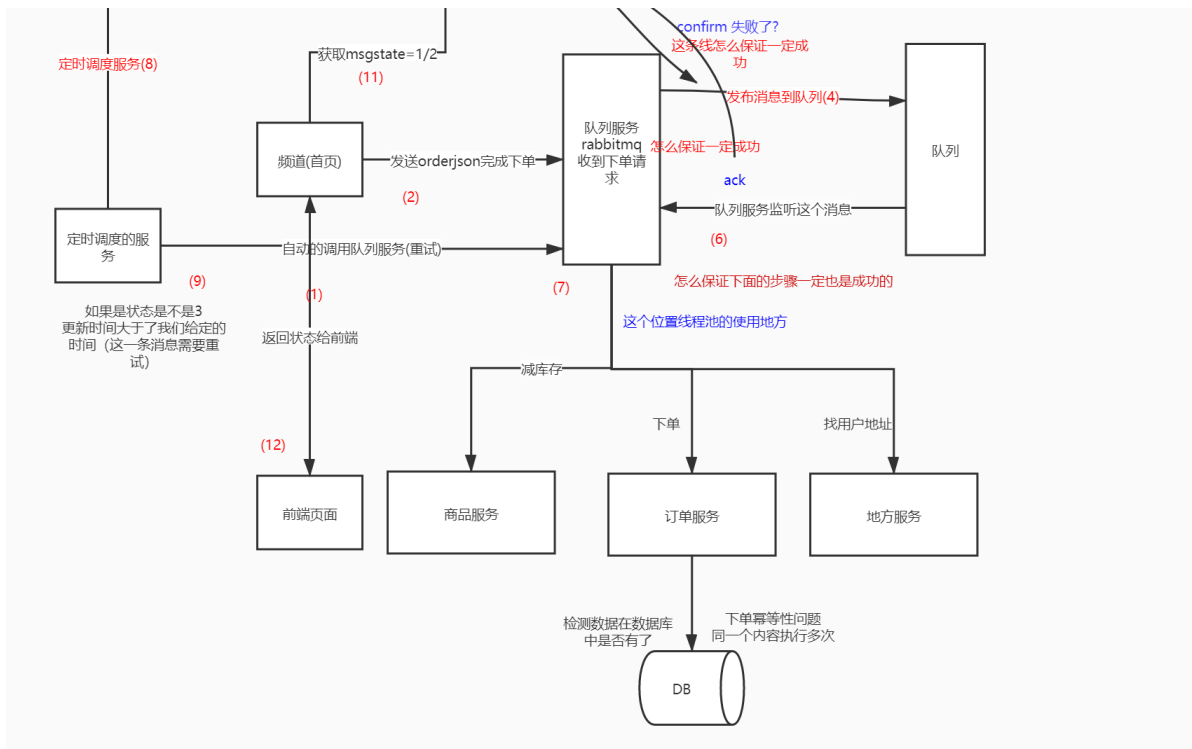 confirm 失败了?
这条线怎么保证一定成
功
定时调度服务(8)
获取msgstate=1/2
(11)
发布消息到队列(4)
队列服务
rabbitmq
收到下单请
求
怎么保证一定成功
队列
频道(首页)
发送orderjson完成下单
(2)
ack
队列服务监听这个消息
(6)
定时调度的服
务
自动的调用队列服务(重试)
(9)
(1)
(7)
怎么保证下面的步骤一定也是成功的
如果是状态是不是3
更新时间大于了我们给定的
时间（这一条消息需要重
试）
这个位置线程池的使用地方
返回状态给前端
减库存
下单
找用户地址
(12)
前端页面
商品服务
订单服务
地方服务
检测数据在数据库
中是否有了
下单幂等性问题
同一个内容执行多次
DB